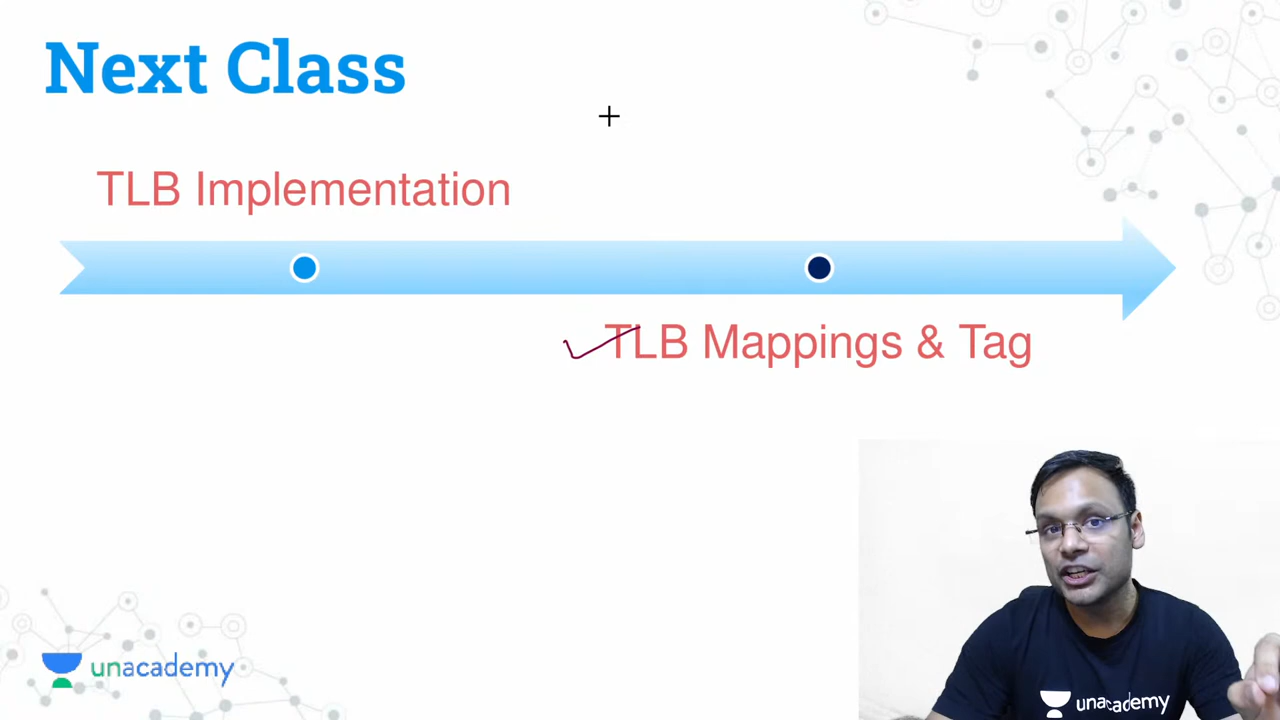 Next Class
TLB Implementation
TLB Mappings & Tag
unacademy
unacademy